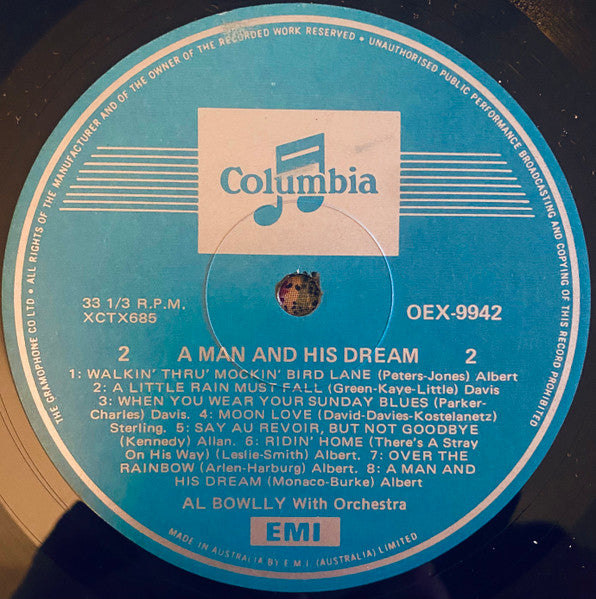 THE GRAMOPHONE CO LTD • ALL RIGHTS OF THE MANUFACTURER AND OF THE OWNER OF THE RECORDED WORK RESERVED • UNAUTHORISED PUBLIC PERFORMANCE BROADCASTING AND COPYING OF THIS RECORD PROHIBITED
Columbia
33 1/3 R.P.M.
XCTX685
OEX-9942
2 A MAN AND HIS DREAM 2
1: WALKIN' THRU' MOCKIN' BIRD LANE (Peters-Jones) Albert
2: A LITTLE RAIN MUST FALL (Green-Kaye-Little) Davis
3: WHEN YOU WEAR YOUR SUNDAY BLUES (Parker-
Charles) Davis. 4: MOON LOVE (David-Davies-Kostelanetz)
Sterling. 5: SAY AU REVOIR, BUT NOT GOODBYE
(Kennedy) Allan. 6: RIDIN' HOME (There's A Stray
On His Way) (Leslie-Smith) Albert. 7: OVER THE
RAINBOW (Arlen-Harburg) Albert. 8: A MAN AND
HIS DREAM (Monaco-Burke) Albert
AL BOWLLY With Orchestra
EMI
MADE IN AUSTRALIA BY E M I (AUSTRALIA) LIMITED